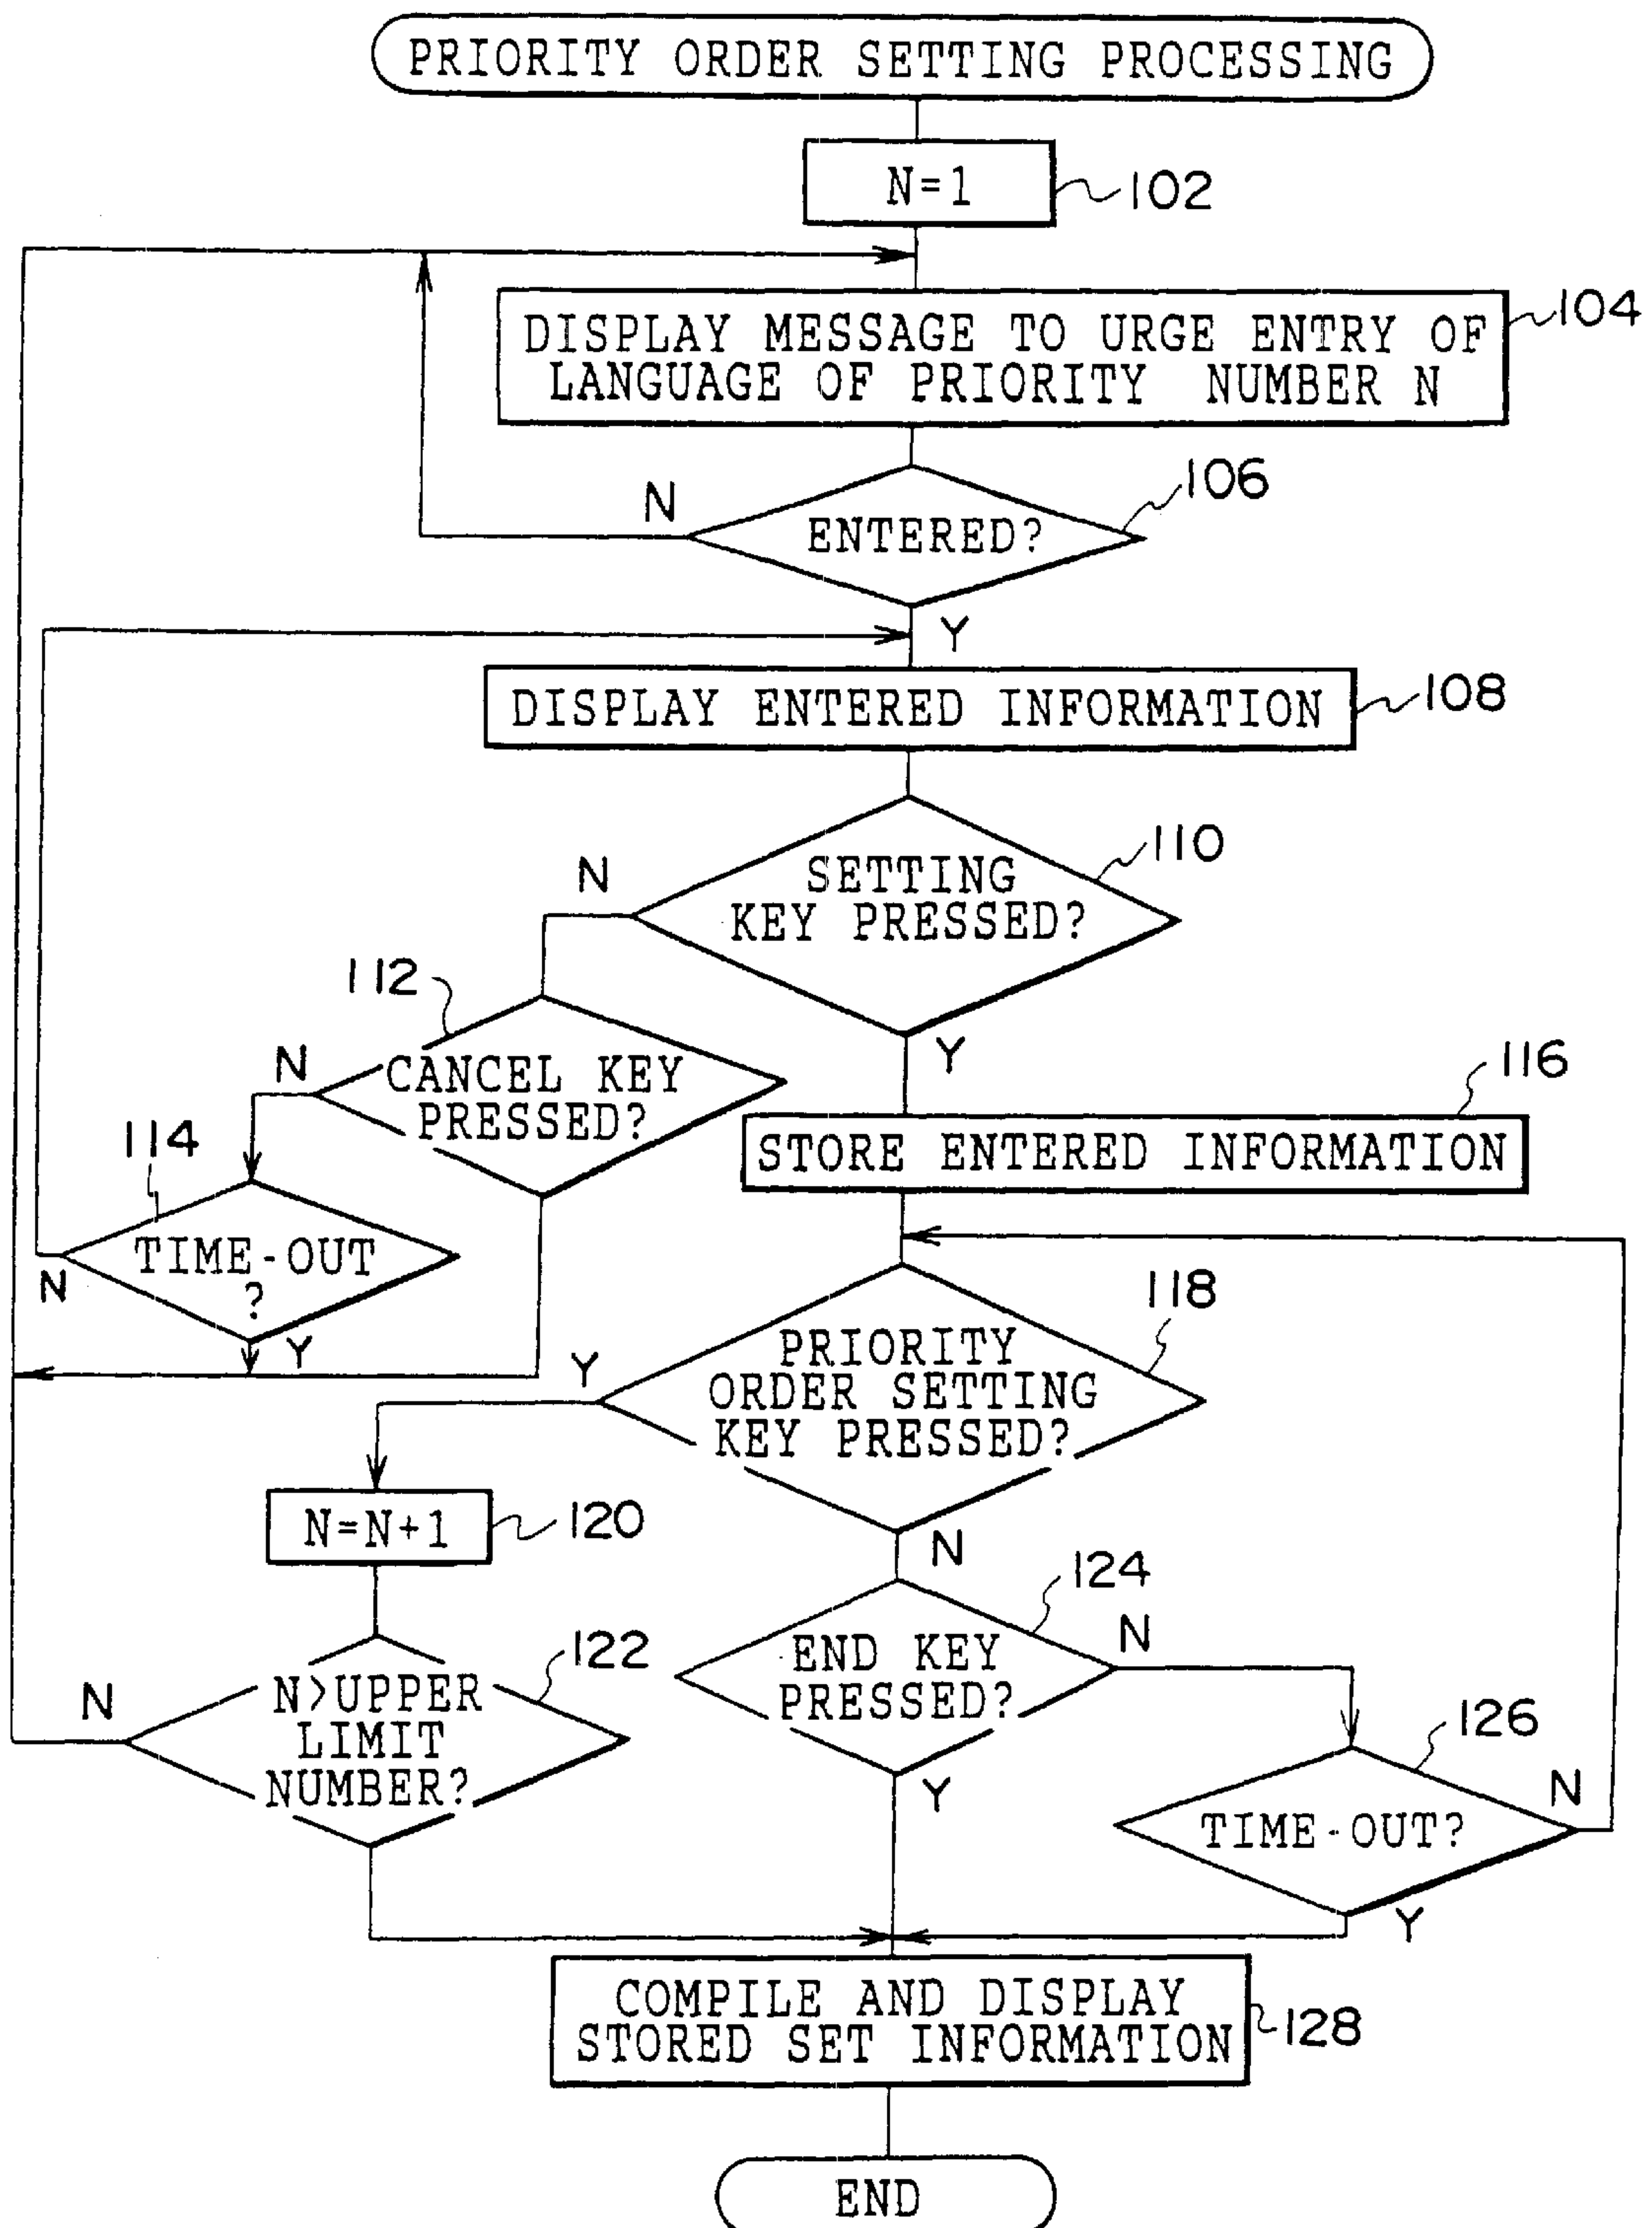 PRIORITY ORDER SETTING PROCESSING
N=1
102
DISPLAY MESSAGE TO URGE ENTRY OF
LANGUAGE OF PRIORITY NUMBER N
104
106
N
ENTERED?
Y
DISPLAY ENTERED INFORMATION
108
110
N
SETTING
KEY PRESSED?
Y
112
N
CANCEL KEY
PRESSED?
116
STORE ENTERED INFORMATION
114
TIME-OUT
?
N
Y
118
Y
PRIORITY
ORDER SETTING
KEY PRESSED?
N
N=N+1
120
124
N
END KEY
PRESSED?
Y
122
N
N>UPPER
LIMIT
NUMBER?
126
N
TIME-OUT?
Y
COMPILE AND DISPLAY
STORED SET INFORMATION
128
END